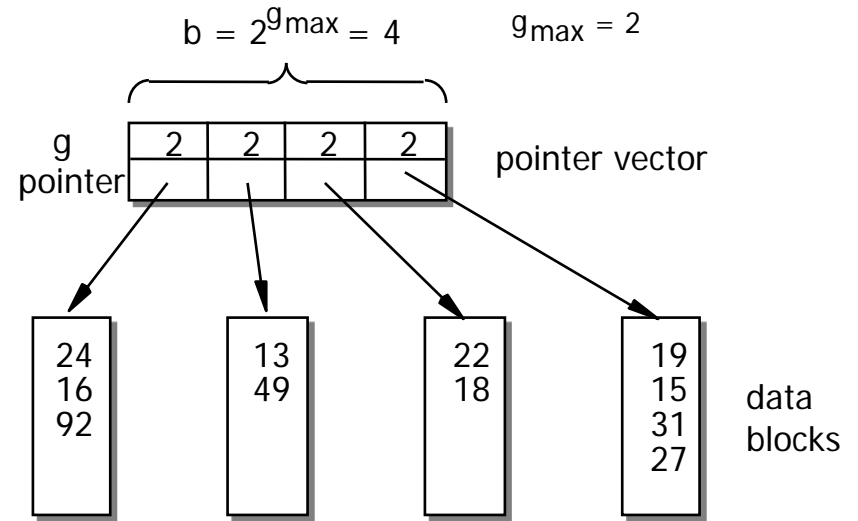 b = 2^gmax = 4
gmax = 2
g
2 2 2 2
pointer
pointer vector
24
16
92
13
49
22
18
19
15
31
27
data
blocks